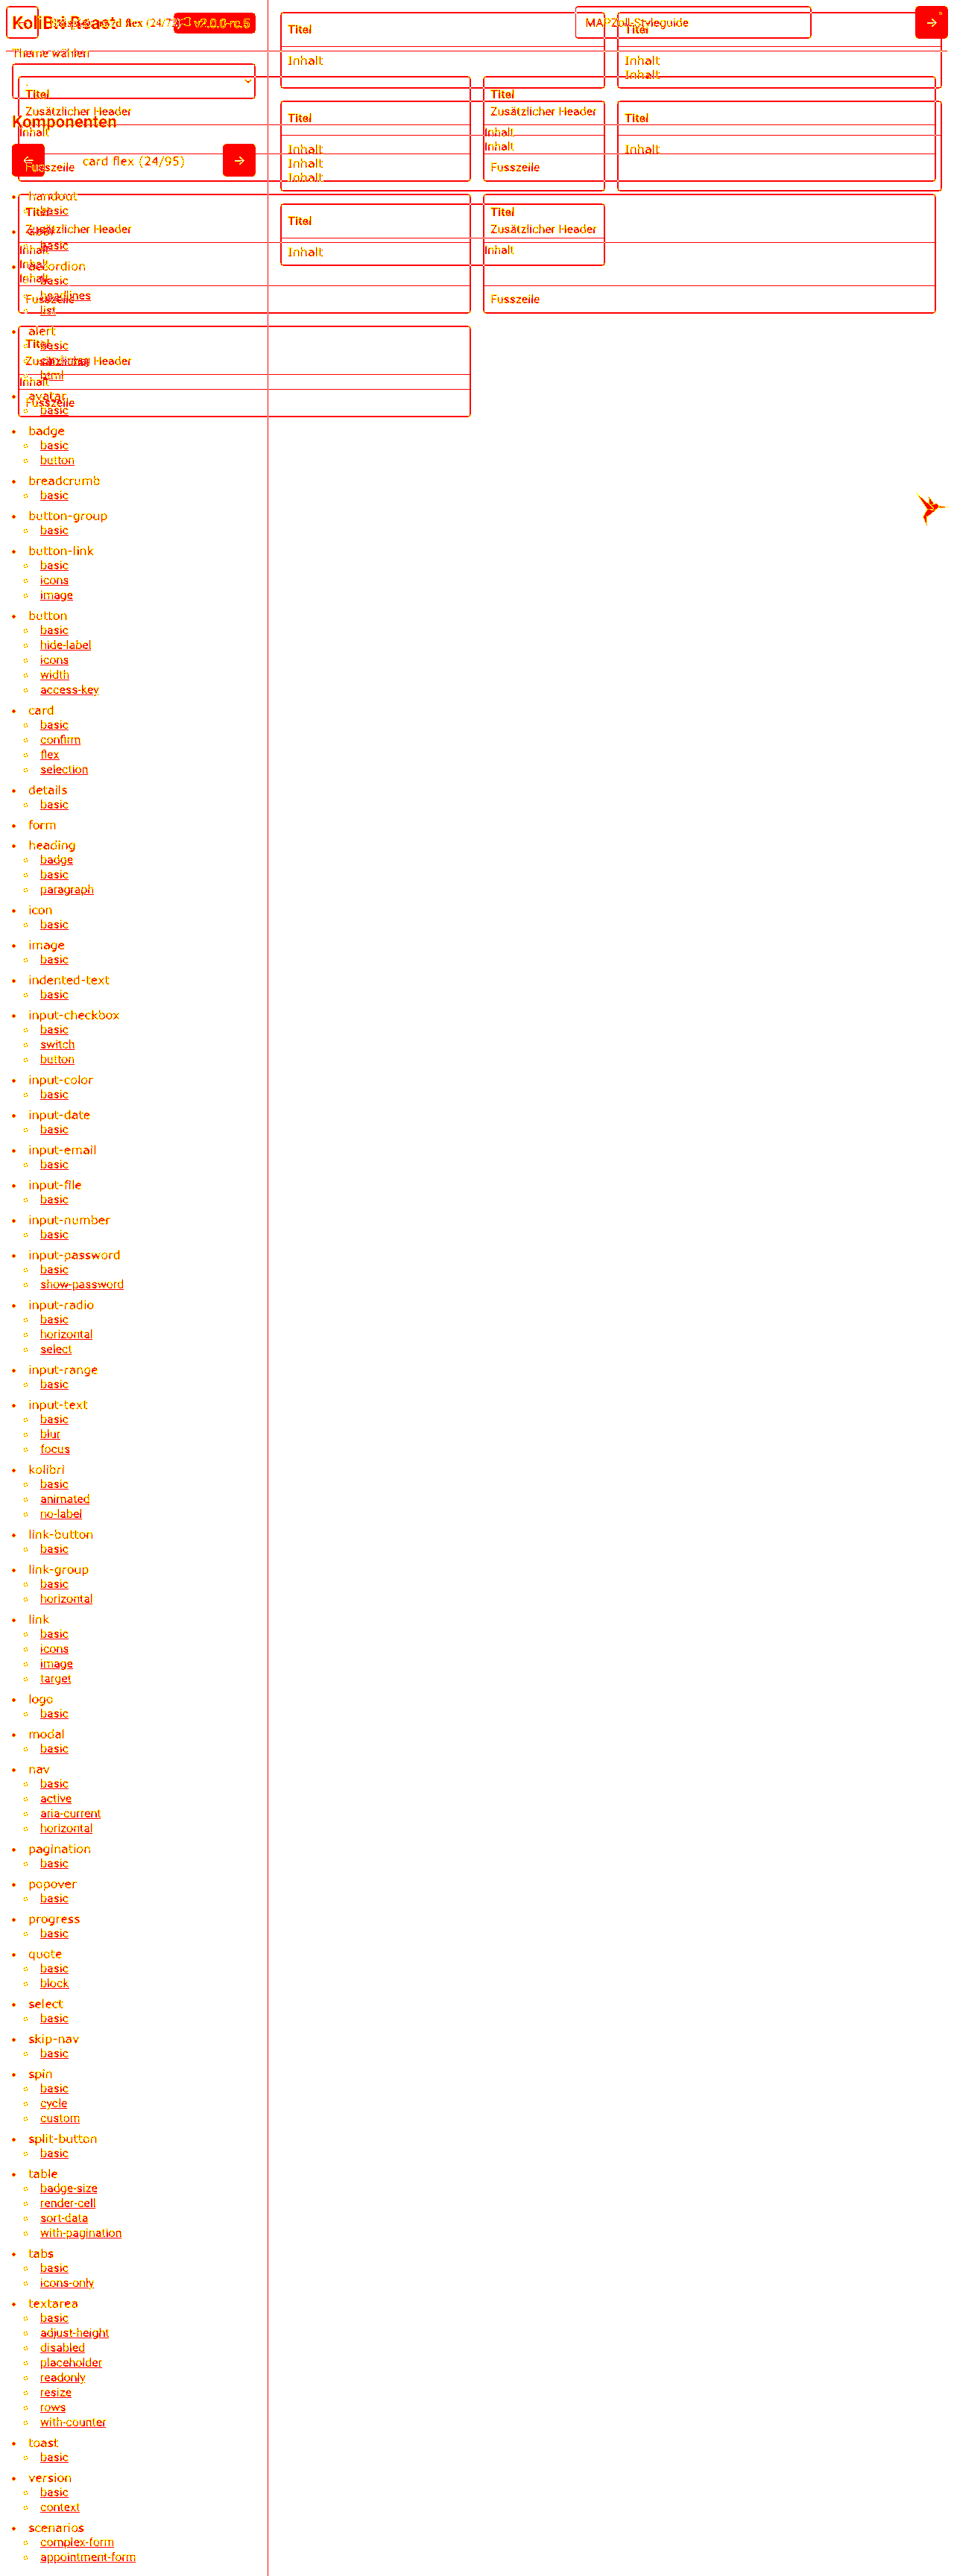 KoliBri React
card flex (24/72)
v2.0.0-rc.5
MAPZoll-Styleguide
Theme wählen
Komponenten
card flex (24/95)
Titel
Inhalt
Titel
Inhalt
Inhalt
Titel
Inhalt
Inhalt
Inhalt
Titel
Inhalt
Titel
Inhalt
Titel
Zusätzlicher Header
Inhalt
Fusszeile
Titel
Zusätzlicher Header
Inhalt
Inhalt
Fusszeile
Titel
Zusätzlicher Header
Inhalt
Inhalt
Inhalt
Fusszeile
Titel
Zusätzlicher Header
Inhalt
Fusszeile
Titel
Zusätzlicher Header
Inhalt
Fusszeile
handout
basic
abbr
basic
accordion
basic
headlines
list
alert
basic
html
avatar
basic
badge
basic
button
breadcrumb
basic
button-group
basic
button-link
basic
icons
image
button
basic
hide-label
icons
width
access-key
card
basic
confirm
flex
selection
details
basic
form
heading
badge
basic
paragraph
icon
basic
image
basic
indented-text
basic
input-checkbox
basic
switch
button
input-color
basic
input-date
basic
input-email
basic
input-file
basic
input-number
basic
input-password
basic
show-password
input-radio
basic
horizontal
select
input-range
basic
input-text
basic
blur
focus
kolibri
basic
animated
no-label
link-button
basic
link-group
basic
horizontal
link
basic
icons
image
target
logo
basic
modal
basic
nav
basic
active
aria-current
horizontal
pagination
basic
popover
basic
progress
basic
quote
basic
block
select
basic
skip-nav
basic
spin
basic
cycle
custom
split-button
basic
table
badge-size
render-cell
sort-data
with-pagination
tabs
basic
icons-only
textarea
basic
adjust-height
disabled
placeholder
readonly
resize
rows
with-counter
toast
basic
version
basic
context
scenarios
complex-form
appointment-form